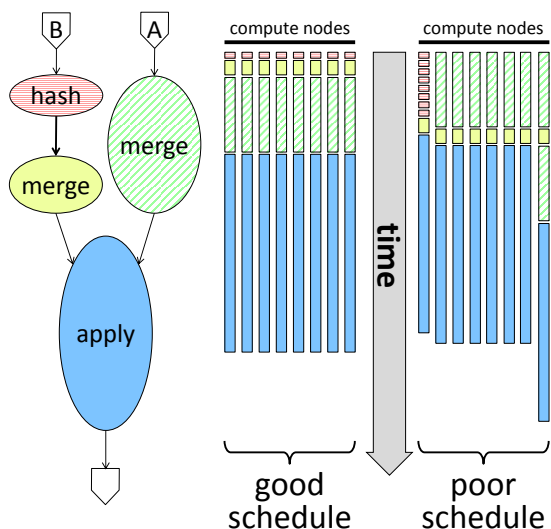 B
A
hash
merge
merge
apply
compute nodes
time
good
schedule
compute nodes
poor
schedule